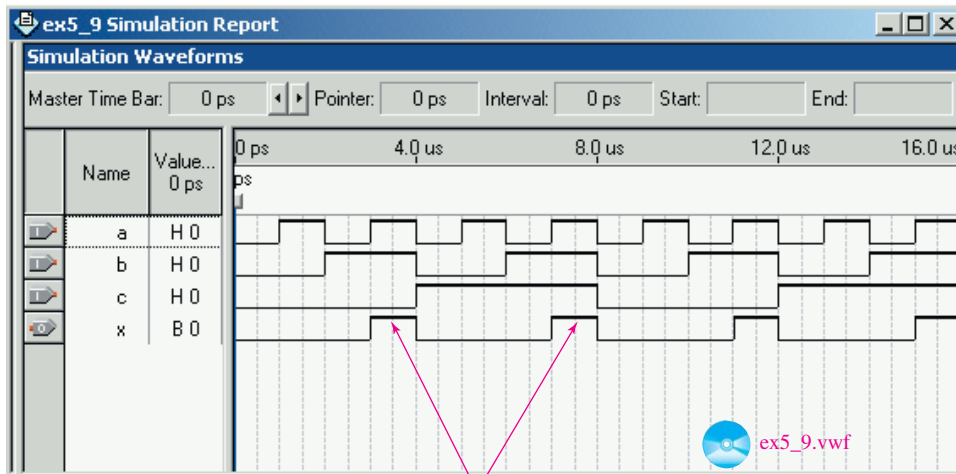 ex5_9 Simulation Report
Simulation Waveforms
Master Time Bar: 0 ps Pointer: 0 ps Interval: 0 ps Start: End:
Name Value... 0 ps
0 ps 4.0 us 8.0 us 12.0 us 16.0 us
ps
a H 0
b H 0
c H 0
x B 0
ex5_9.vwf